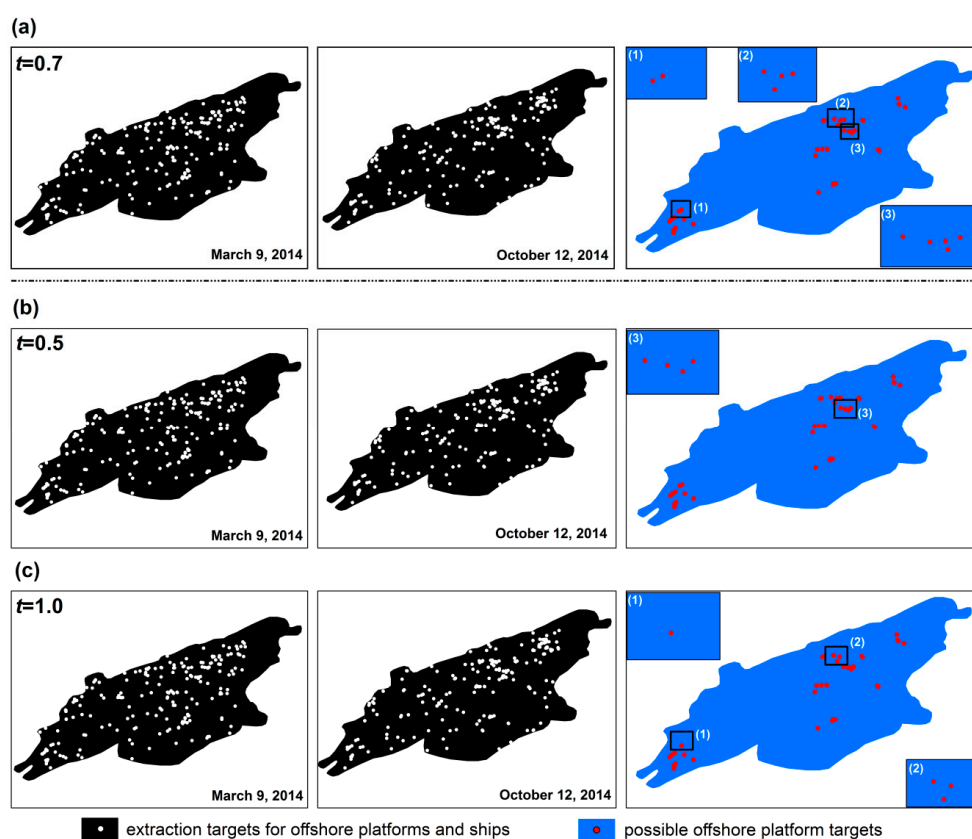 (a)
t=0.7
March 9, 2014
October 12, 2014
(1)
(2)
(2)
(3)
(1)
(3)
(b)
t=0.5
March 9, 2014
October 12, 2014
(3)
(3)
(c)
t=1.0
March 9, 2014
October 12, 2014
(1)
(2)
(1)
(2)
extraction targets for offshore platforms and ships
possible offshore platform targets